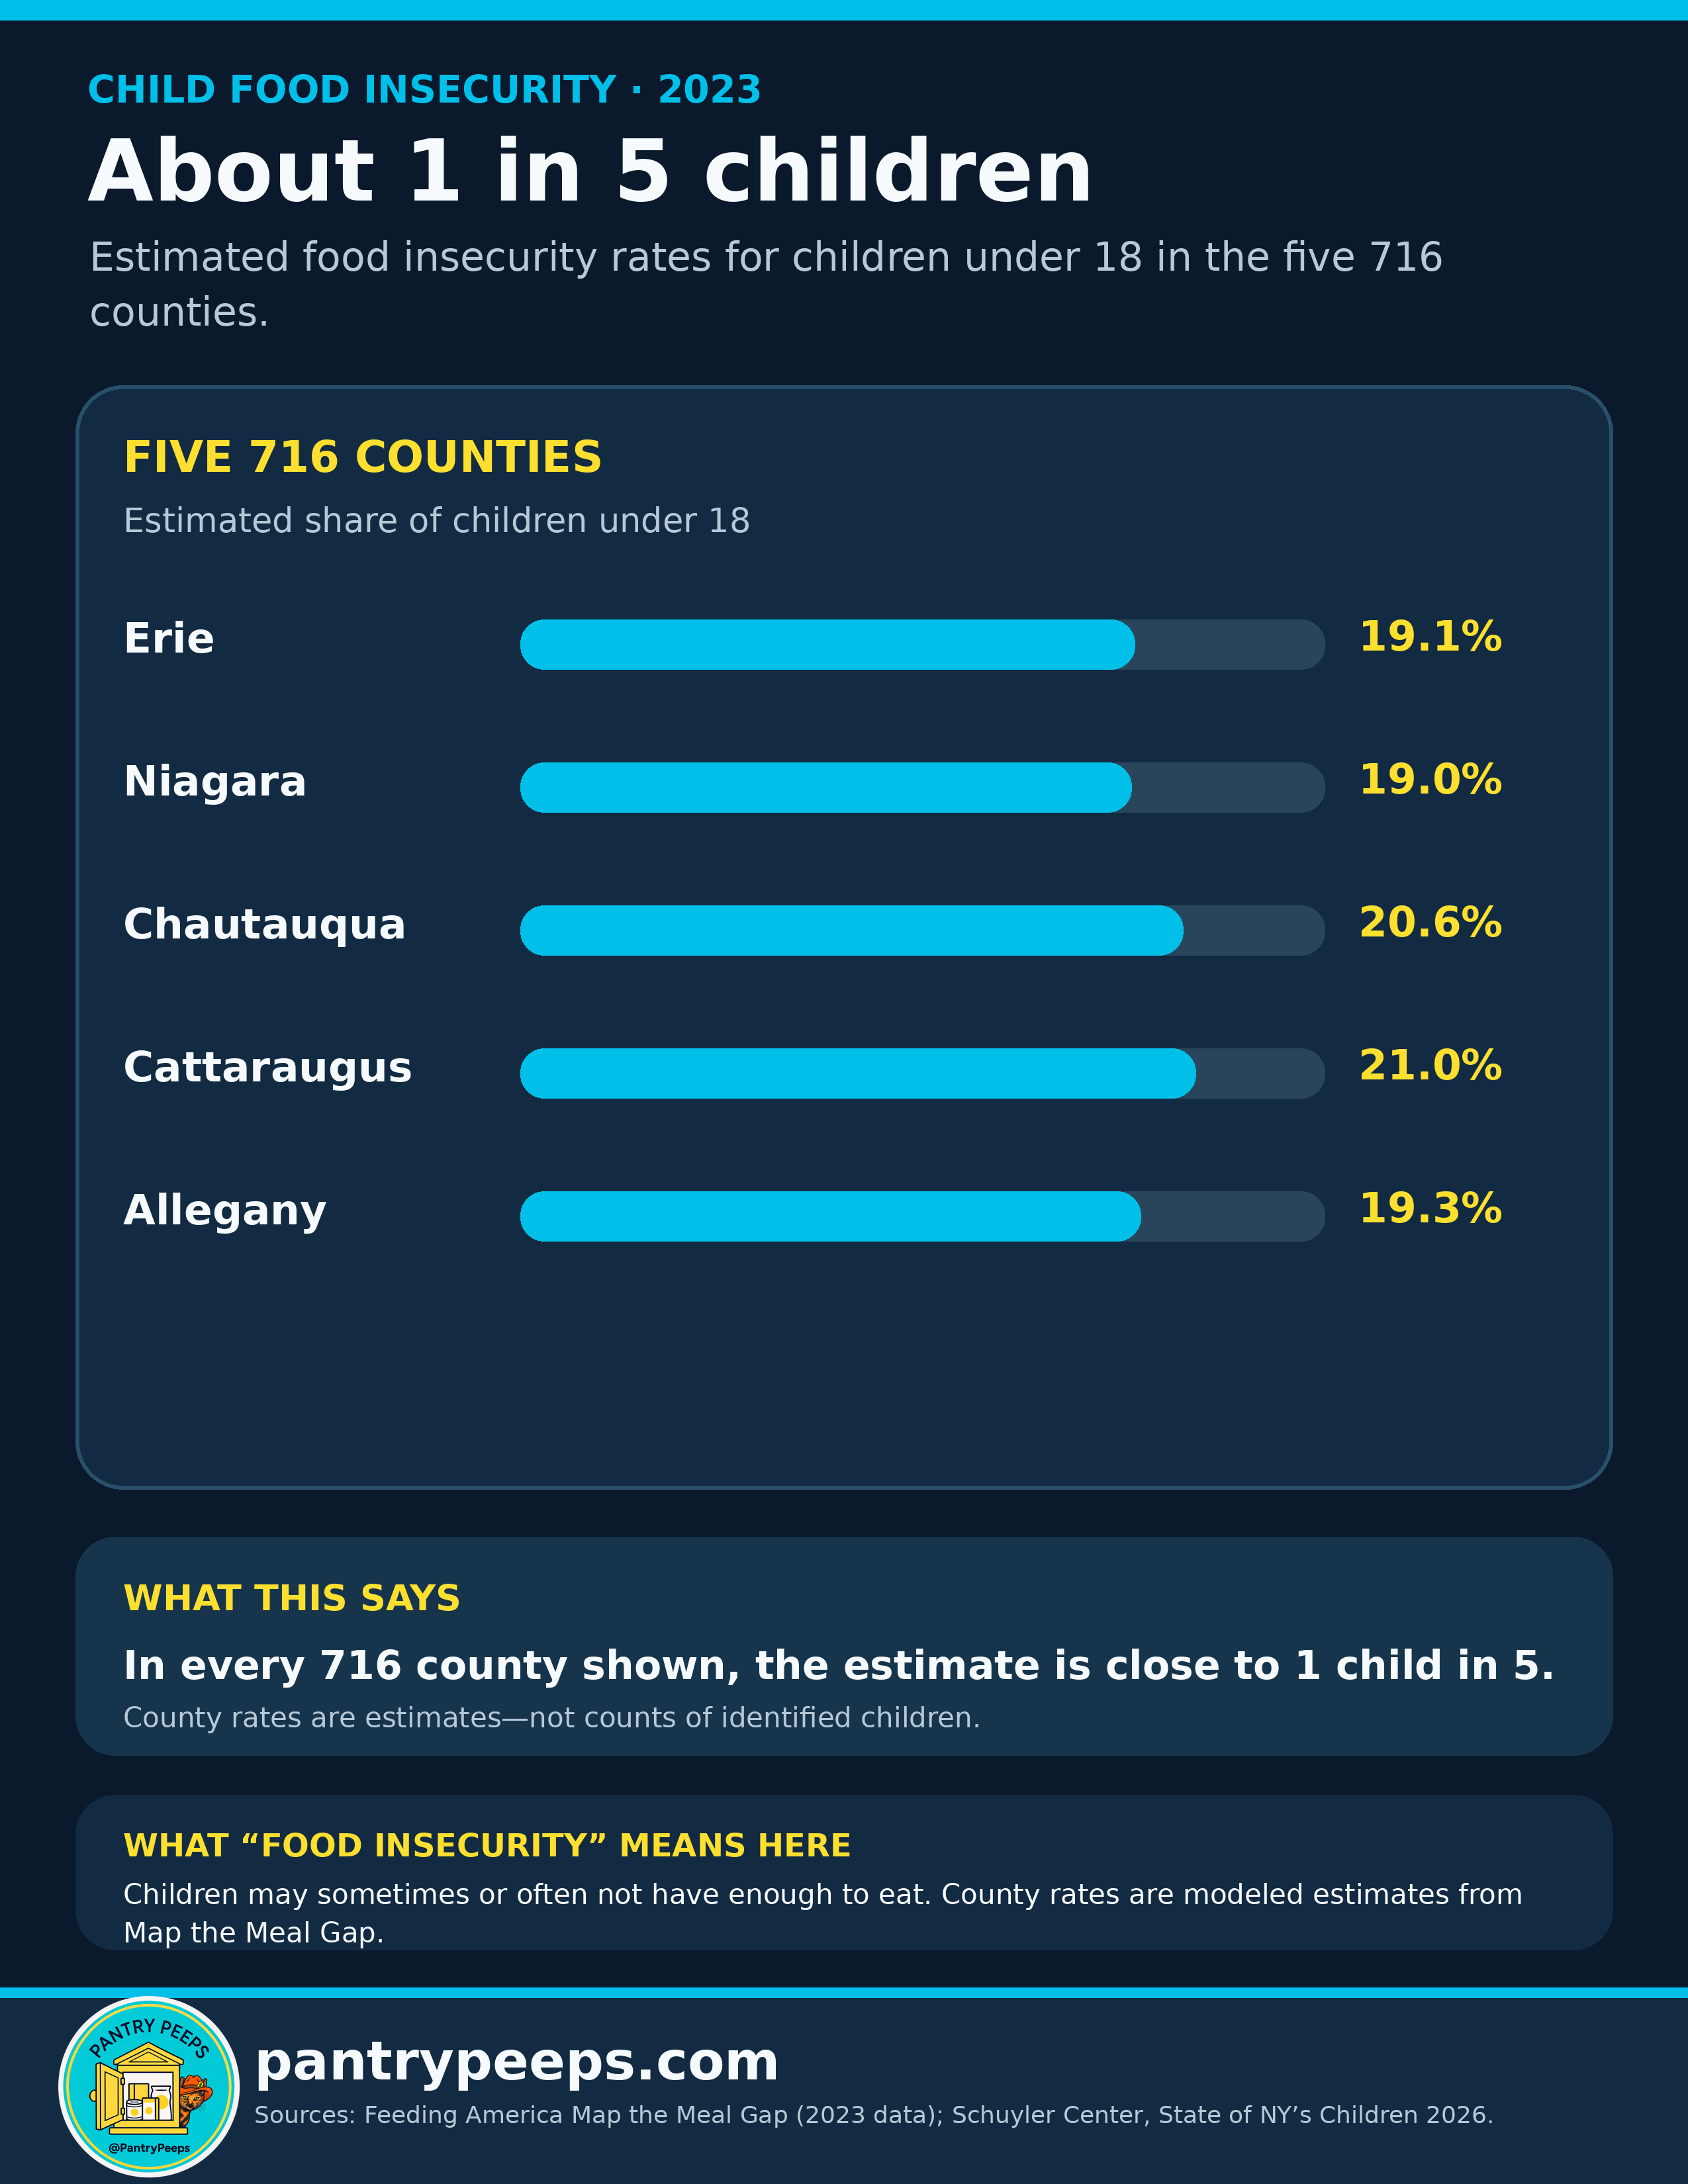 CHILD FOOD INSECURITY · 2023
About 1 in 5 children
Estimated food insecurity rates for children under 18 in the five 716
counties.
FIVE 716 COUNTIES
Estimated share of children under 18
Erie 19.1%
Niagara 19.0%
Chautauqua 20.6%
Cattaraugus 21.0%
Allegany 19.3%
WHAT THIS SAYS
In every 716 county shown, the estimate is close to 1 child in 5.
County rates are estimates—not counts of identified children.
WHAT “FOOD INSECURITY” MEANS HERE
Children may sometimes or often not have enough to eat. County rates are modeled estimates from
Map the Meal Gap.
PANTRY PEEPS
@PantryPeeps
pantrypeeps.com
Sources: Feeding America Map the Meal Gap (2023 data); Schuyler Center, State of NY’s Children 2026.